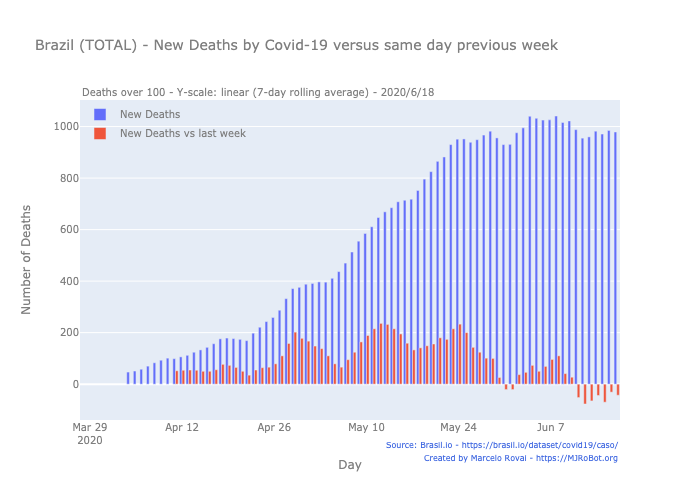 Brazil (TOTAL) - New Deaths by Covid-19 versus same day previous week
Deaths over 100 - Y-scale: linear (7-day rolling average) - 2020/6/18
New Deaths
New Deaths vs last week
1000
800
600
400
200
0
Number of Deaths
Mar 29 Apr 12 Apr 26 May 10 May 24 Jun 7
2020
Day
Source: Brasil.io - https://brasil.io/dataset/covid19/caso/
Created by Marcelo Rovai - https://MJRoBot.org